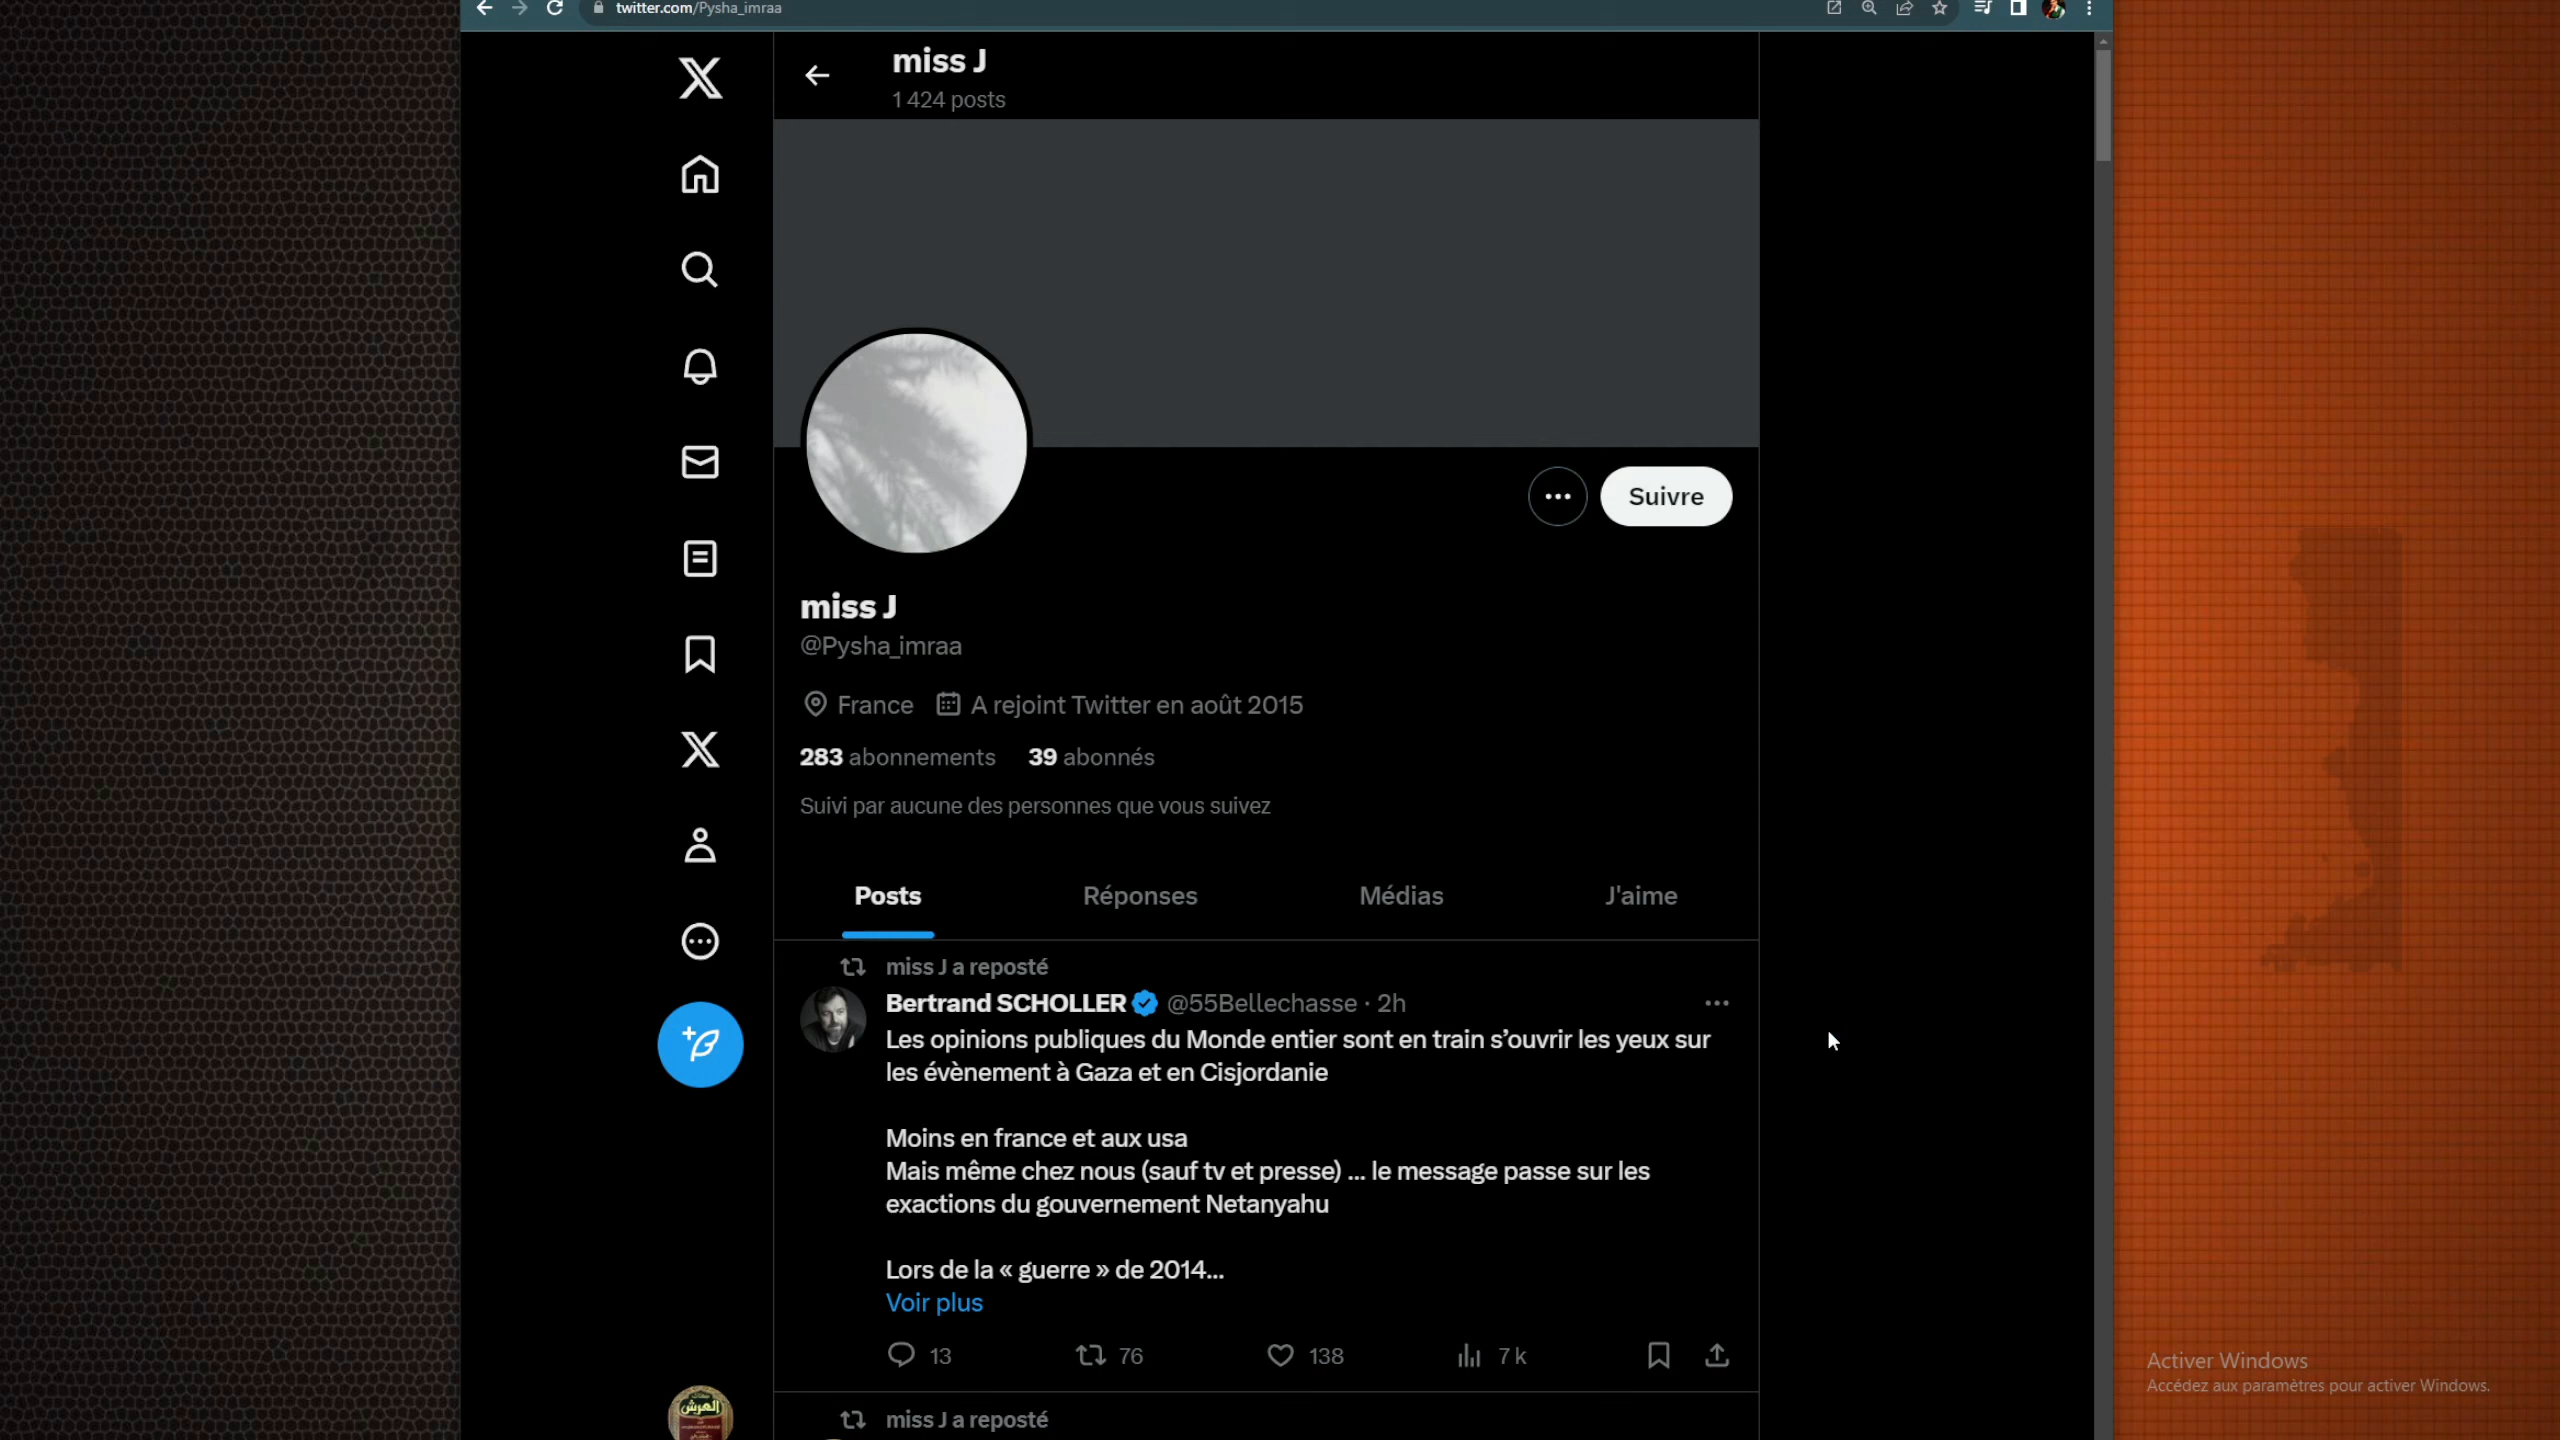 twitter.com/Pysha_imraa
miss J
1 424 posts
Suivre
miss J
@Pysha_imraa
France A rejoint Twitter en août 2015
283 abonnements 39 abonnés
Suivi par aucune des personnes que vous suivez
Posts Réponses Médias J'aime
miss J a reposté
Bertrand SCHOLLER @55Bellechasse · 2h
Les opinions publiques du Monde entier sont en train s’ouvrir les yeux sur
les évènement à Gaza et en Cisjordanie
Moins en france et aux usa
Mais même chez nous (sauf tv et presse) ... le message passe sur les
exactions du gouvernement Netanyahu
Lors de la « guerre » de 2014...
Voir plus
13 76 138 7 k
miss J a reposté
العرش
Activer Windows
Accédez aux paramètres pour activer Windows.